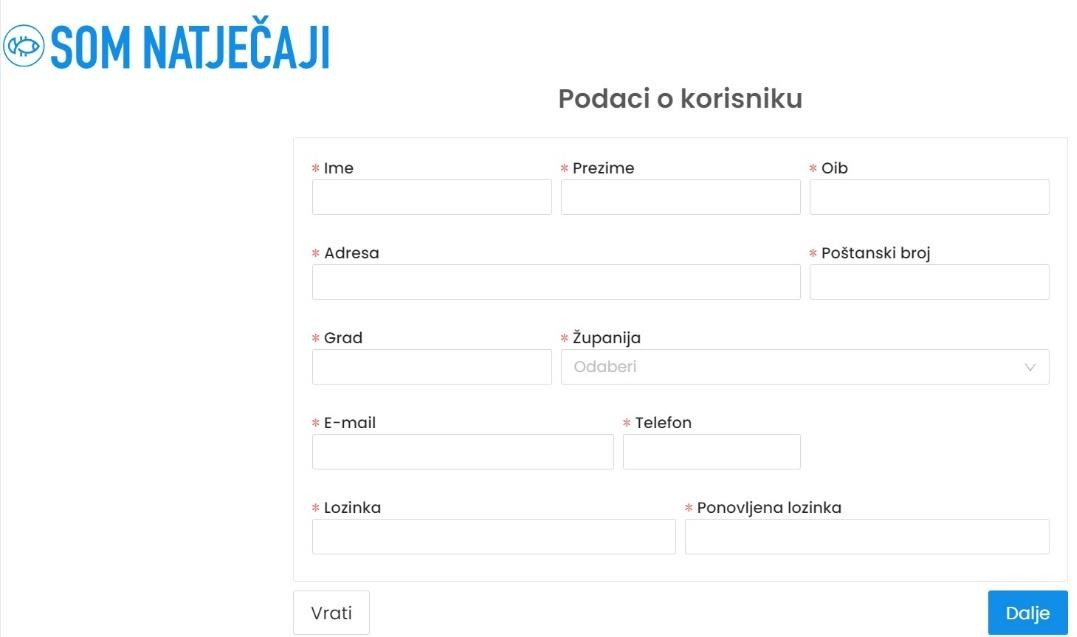 SOM NATJEČAJI
Podaci o korisniku
* Ime * Prezime * Oib
* Adresa * Poštanski broj
* Grad * Županija
Odaberi
* E-mail * Telefon
* Lozinka * Ponovljena lozinka
Vrati Dalje